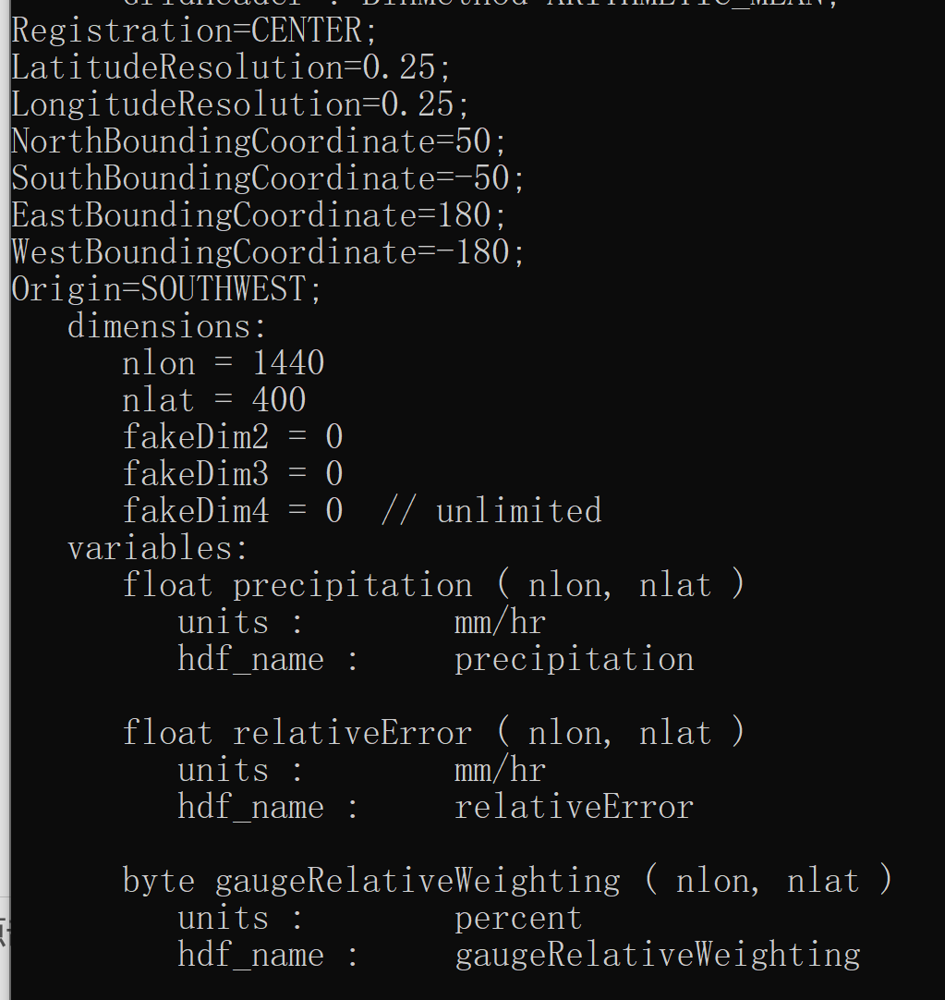 Registration=CENTER;
LatitudeResolution=0.25;
LongitudeResolution=0.25;
NorthBoundingCoordinate=50;
SouthBoundingCoordinate=-50;
EastBoundingCoordinate=180;
WestBoundingCoordinate=-180;
Origin=SOUTHWEST;
dimensions:
nlon = 1440
nlat = 400
fakeDim2 = 0
fakeDim3 = 0
fakeDim4 = 0 // unlimited
variables:
float precipitation ( nlon, nlat )
units : mm/hr
hdf_name : precipitation
float relativeError ( nlon, nlat )
units : mm/hr
hdf_name : relativeError
byte gaugeRelativeWeighting ( nlon, nlat )
units : percent
hdf_name : gaugeRelativeWeighting